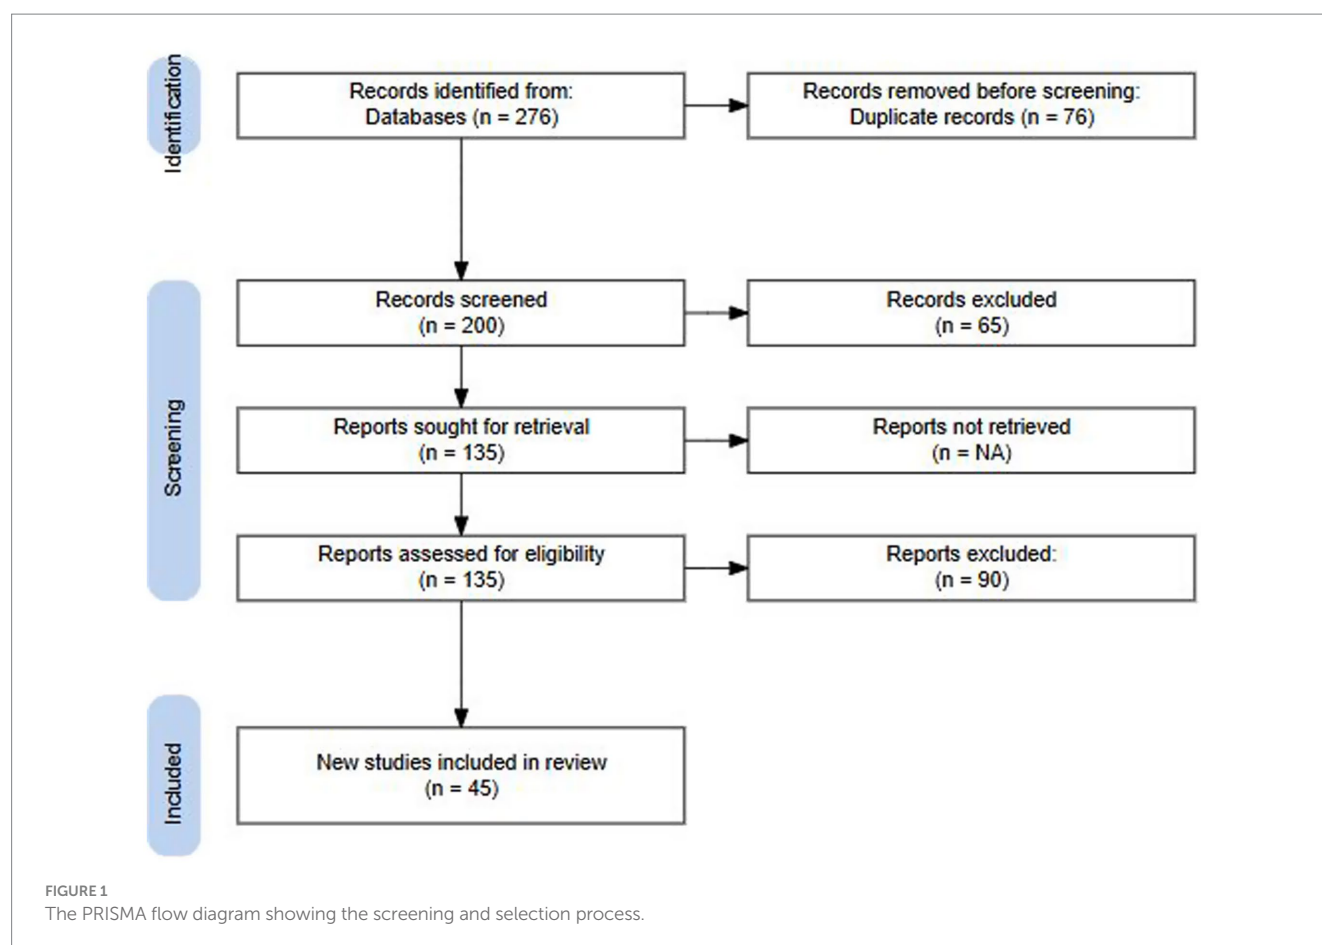 Identification
Records identified from:
Databases (n = 276)
Records removed before screening:
Duplicate records (n = 76)
Screening
Records screened
(n = 200)
Records excluded
(n = 65)
Reports sought for retrieval
(n = 135)
Reports not retrieved
(n = NA)
Reports assessed for eligibility
(n = 135)
Reports excluded:
(n = 90)
Included
New studies included in review
(n = 45)
FIGURE 1
The PRISMA flow diagram showing the screening and selection process.